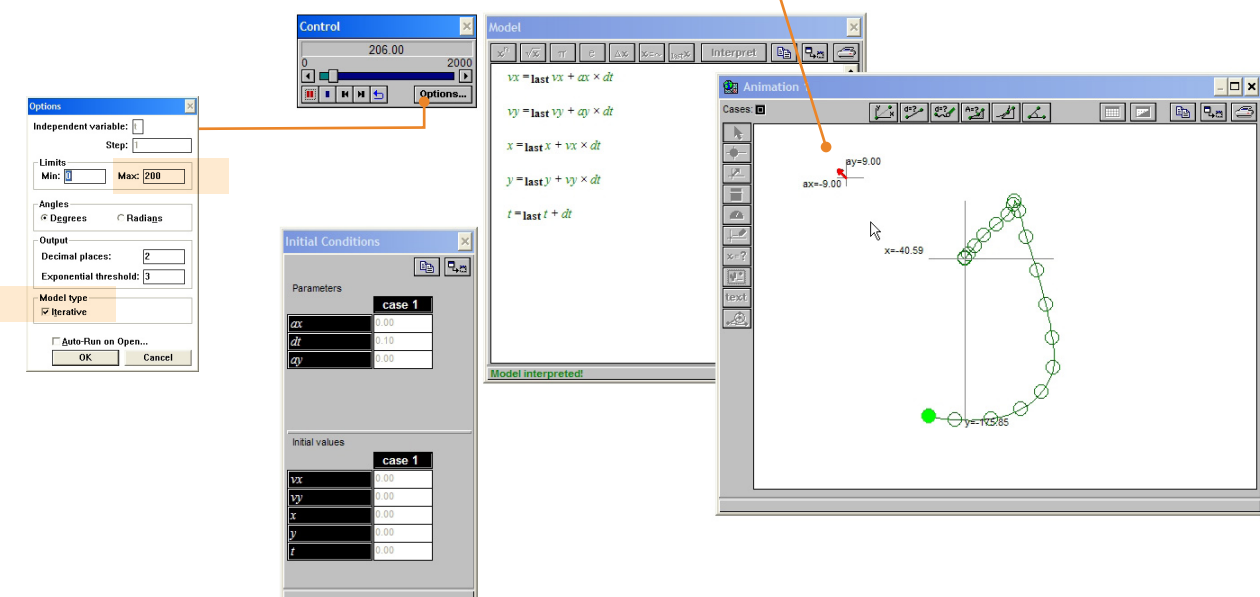 Control
206.00
0 2000
Options...
Options
Independent variable: t
Step: 1
Limits
Min: 0 Max: 200
Angles
Degrees Radians
Output
Decimal places: 2
Exponential threshold: 3
Model type
Iterative
Auto-Run on Open...
OK Cancel
Initial Conditions
Parameters
case 1
ax 0.00
dt 0.10
ay 0.00
Initial values
case 1
vx 0.00
vy 0.00
x 0.00
y 0.00
t 0.00
Model
xⁿ √x π e Δx Interpret
vx = last vx + ax × dt
vy = last vy + ay × dt
x = last x + vx × dt
y = last y + vy × dt
t = last t + dt
Model interpreted!
Animation
Cases:
x=?
text
ay=9.00
ax=-9.00
x=-40.59
y=-175.85